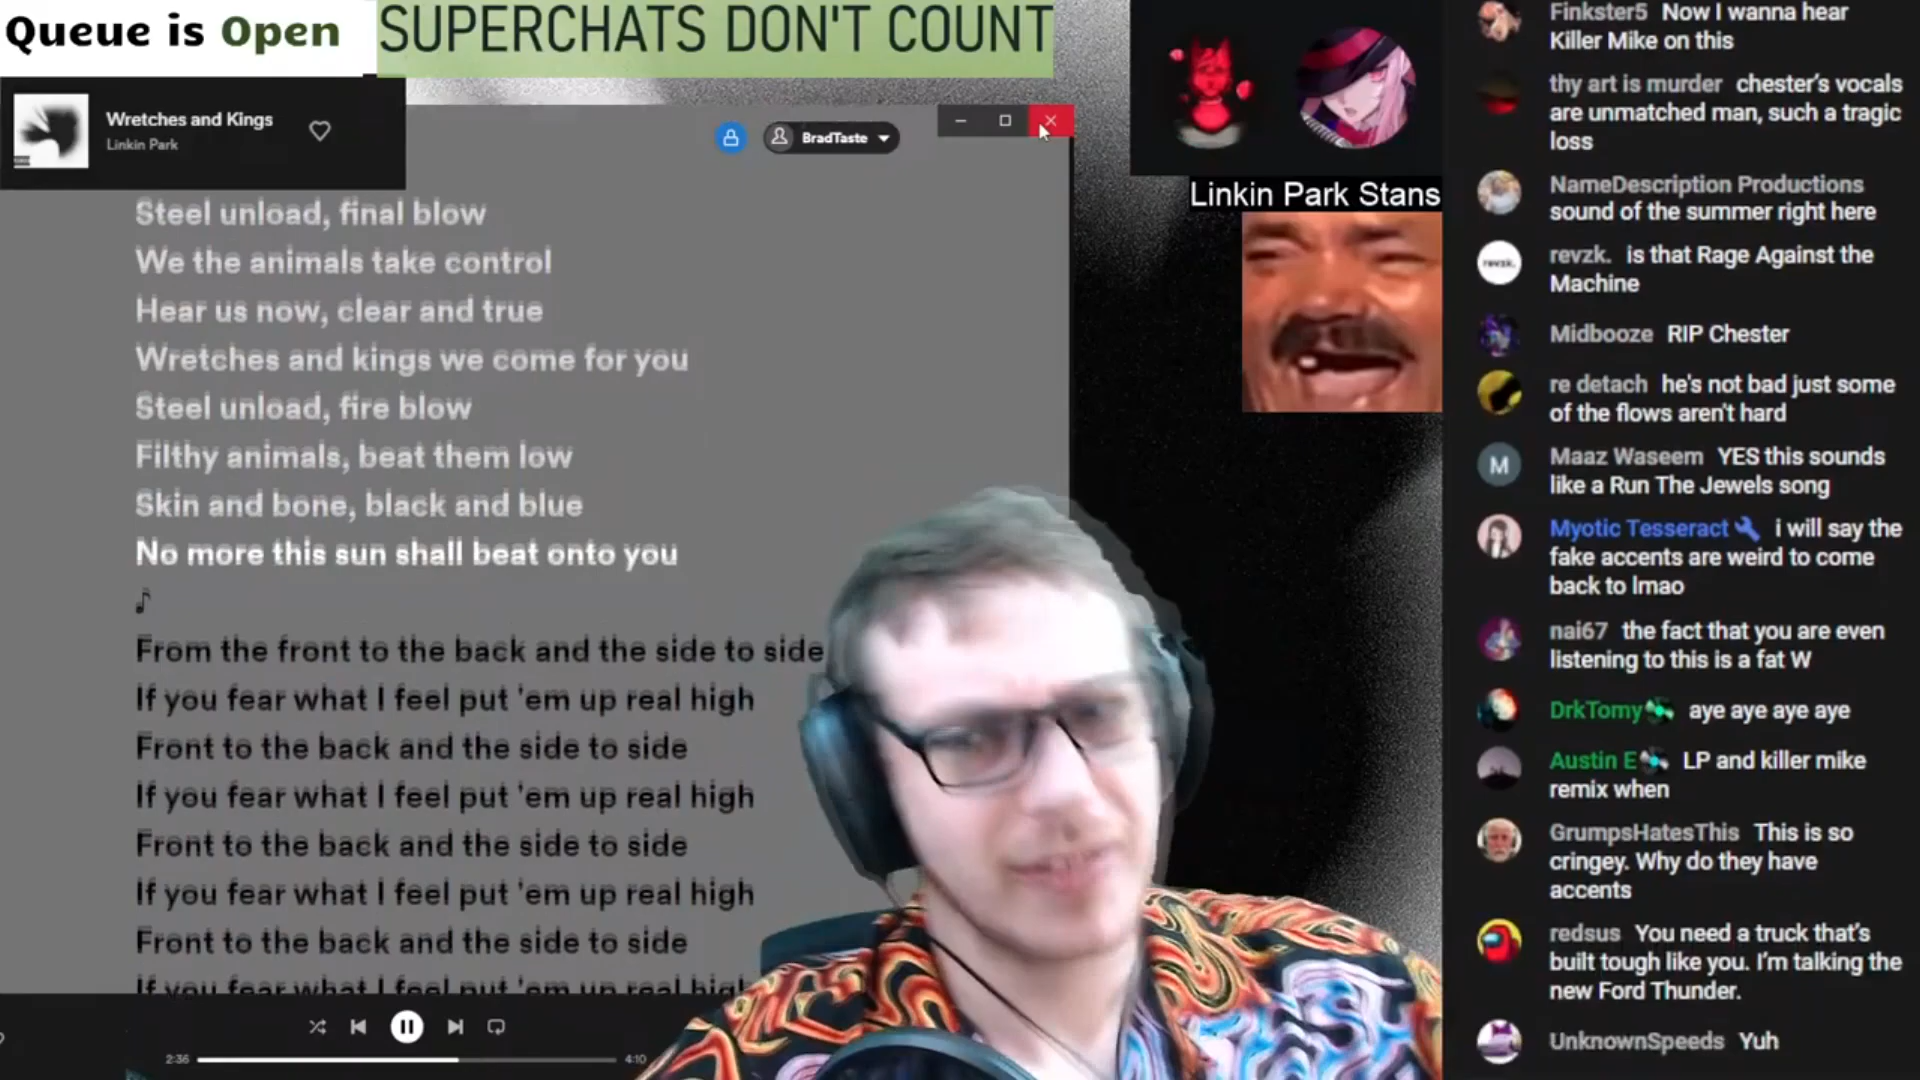 Queue is Open
SUPERCHATS DON'T COUNT
Wretches and Kings
Linkin Park
BradTaste
Steel unload, final blow
We the animals take control
Hear us now, clear and true
Wretches and kings we come for you
Steel unload, fire blow
Filthy animals, beat them low
Skin and bone, black and blue
No more this sun shall beat onto you
♪
From the front to the back and the side to side
If you fear what I feel put 'em up real high
Front to the back and the side to side
If you fear what I feel put 'em up real high
Front to the back and the side to side
If you fear what I feel put 'em up real high
Front to the back and the side to side
If you fear what I feel put 'em up real high
2:36
4:10
Linkin Park Stans
Finkster5 Now I wanna hear
Killer Mike on this
thy art is murder chester's vocals
are unmatched man, such a tragic
loss
NameDescription Productions
sound of the summer right here
revzk.
revzk. is that Rage Against the
Machine
Midbooze RIP Chester
re detach he's not bad just some
of the flows aren't hard
M
Maaz Waseem YES this sounds
like a Run The Jewels song
Myotic Tesseract i will say the
fake accents are weird to come
back to lmao
nai67 the fact that you are even
listening to this is a fat W
DrkTomy aye aye aye aye
Austin E LP and killer mike
remix when
GrumpsHatesThis This is so
cringey. Why do they have
accents
redsus You need a truck that's
built tough like you. I'm talking the
new Ford Thunder.
UnknownSpeeds Yuh